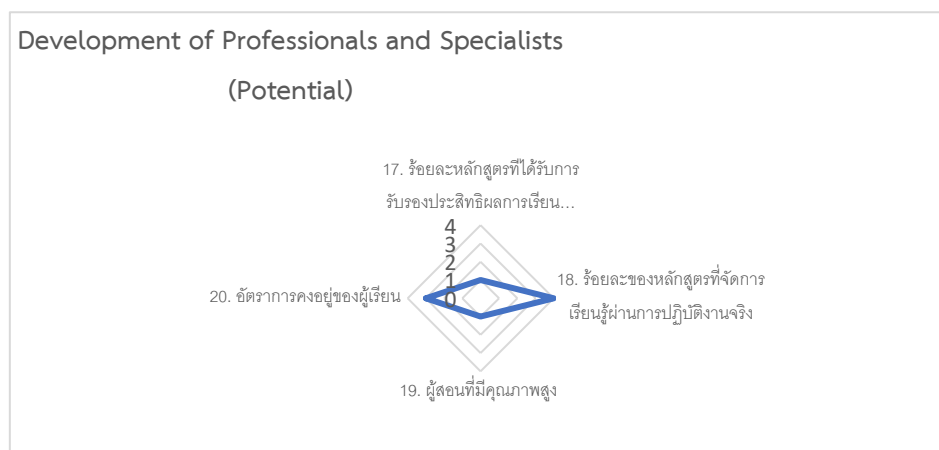 Development of Professionals and Specialists
(Potential)
17. ร้อยละหลักสูตรที่ได้รับการ
รับรองประสิทธิผลการเรียน...
4
3
2
1
0
18. ร้อยละของหลักสูตรที่จัดการ
เรียนรู้ผ่านการปฏิบัติงานจริง
20. อัตราการคงอยู่ของผู้เรียน
19. ผู้สอนที่มีคุณภาพสูง